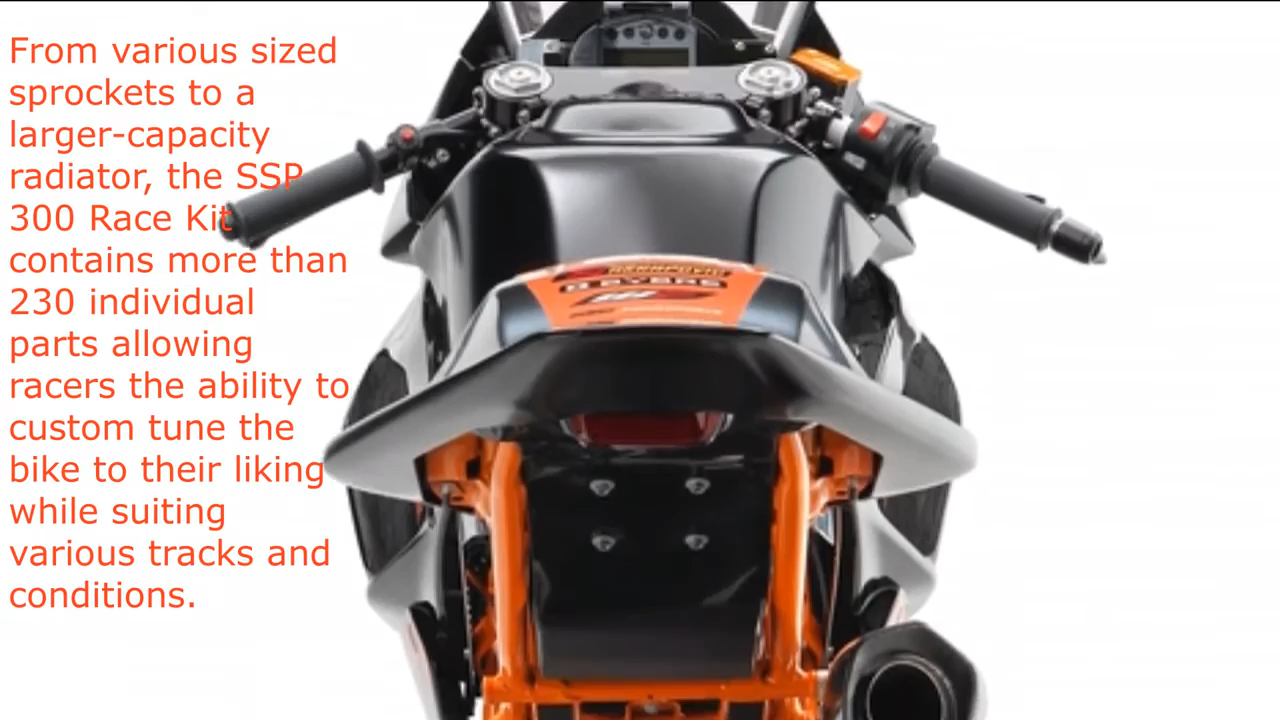 From various sized
sprockets to a
larger-capacity
radiator, the SSP
300 Race Kit
contains more than
230 individual
parts allowing
racers the ability to
custom tune the
bike to their liking
while suiting
various tracks and
conditions.